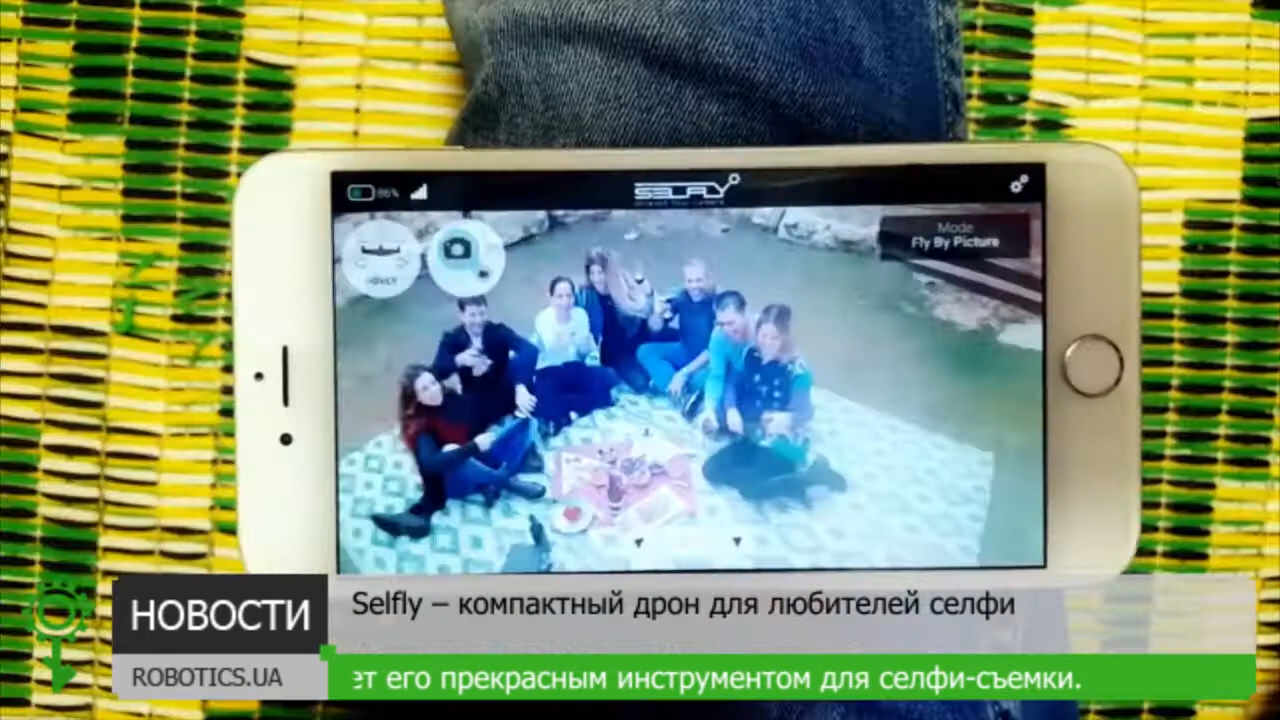 86%
SELFLY
Mode
Fly By Picture
Selfly – компактный дрон для любителей селфи
НОВОСТИ
ROBOTICS.UA
ет его прекрасным инструментом для селфи-съемки.